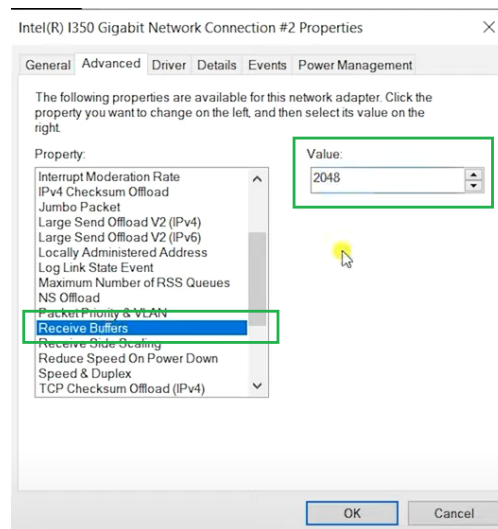 Intel(R) I350 Gigabit Network Connection #2 Properties
General Advanced Driver Details Events Power Management
The following properties are available for this network adapter. Click the
property you want to change on the left, and then select its value on the
right.
Property:
Value:
2048
Interrupt Moderation Rate
IPv4 Checksum Offload
Jumbo Packet
Large Send Offload V2 (IPv4)
Large Send Offload V2 (IPv6)
Locally Administered Address
Log Link State Event
Maximum Number of RSS Queues
NS Offload
Packet Priority & VLAN
Receive Buffers
Receive Side Scaling
Reduce Speed On Power Down
Speed & Duplex
TCP Checksum Offload (IPv4)
OK Cancel